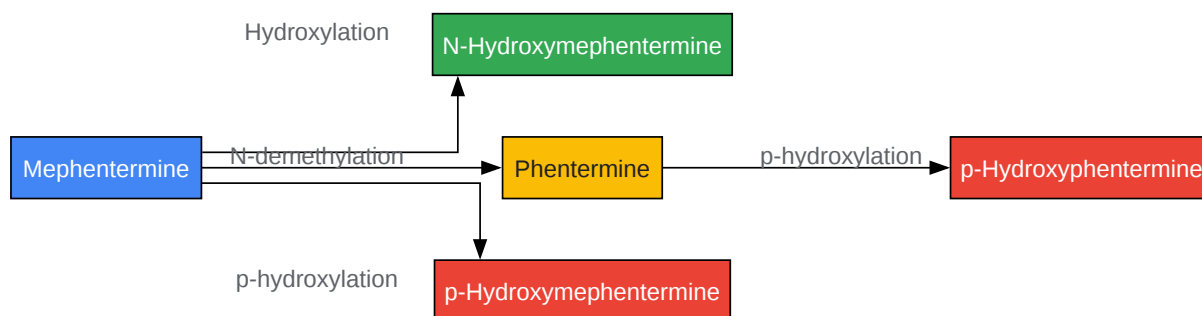 Hydroxylation
N-Hydroxymephentermine
Mephentermine
N-demethylation
Phentermine
p-hydroxylation
p-Hydroxyphentermine
p-hydroxylation
p-Hydroxymephentermine